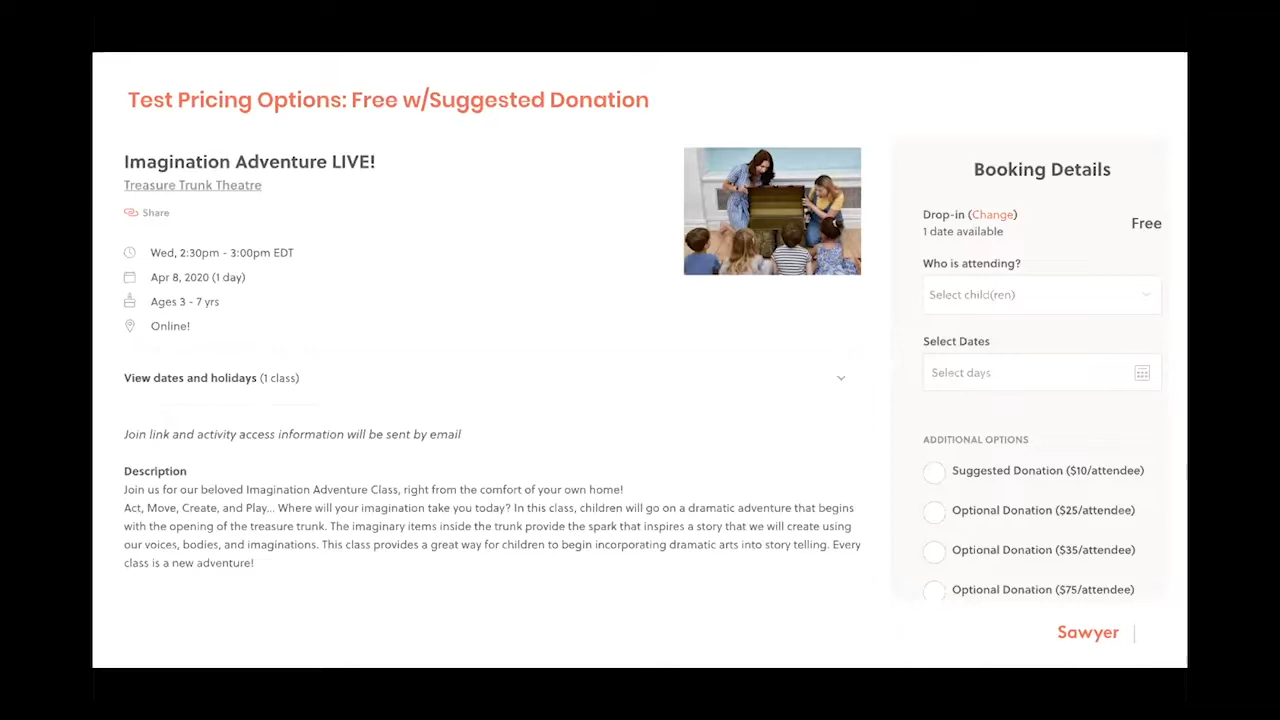 Test Pricing Options: Free w/Suggested Donation
Imagination Adventure LIVE!
Treasure Trunk Theatre
Share
Wed, 2:30pm - 3:00pm EDT
Apr 8, 2020 (1 day)
Ages 3 - 7 yrs
Online!
View dates and holidays (1 class)
Join link and activity access information will be sent by email
Description
Join us for our beloved Imagination Adventure Class, right from the comfort of your own home!
Act, Move, Create, and Play... Where will your imagination take you today? In this class, children will go on a dramatic adventure that begins
with the opening of the treasure trunk. The imaginary items inside the trunk provide the spark that inspires a story that we will create using
our voices, bodies, and imaginations. This class provides a great way for children to begin incorporating dramatic arts into story telling. Every
class is a new adventure!
Booking Details
Drop-in (Change)
1 date available
Free
Who is attending?
Select child(ren)
Select Dates
Select days
ADDITIONAL OPTIONS
Suggested Donation ($10/attendee)
Optional Donation ($25/attendee)
Optional Donation ($35/attendee)
Optional Donation ($75/attendee)
Sawyer